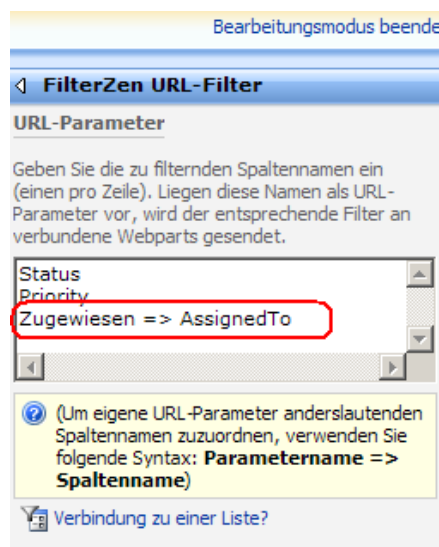 Bearbeitungsmodus beende
FilterZen URL-Filter
URL-Parameter
Geben Sie die zu filternden Spaltennamen ein
(einen pro Zeile). Liegen diese Namen als URL-
Parameter vor, wird der entsprechende Filter an
verbundene Webparts gesendet.
Status
Priority
Zugewiesen => AssignedTo
(Um eigene URL-Parameter anderslautenden
Spaltennamen zuzuordnen, verwenden Sie
folgende Syntax: Parametername =>
Spaltenname)
Verbindung zu einer Liste?